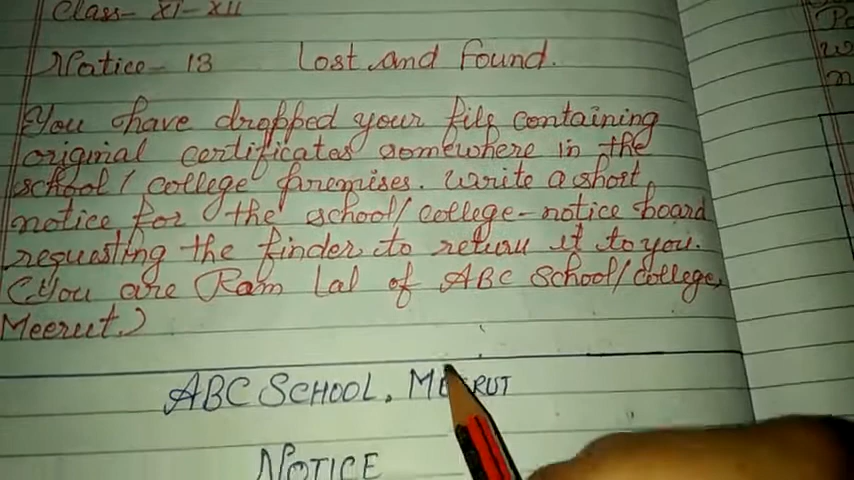 Class- XI-XII
Notice- 13 Lost and Found.
You have dropped your file containing
original certificates somewhere in the
school/college premises. Write a short
notice for the school/college-notice board
requesting the finder to return it to you.
(You are Ram Lal of ABC School/college,
Meerut.)
ABC SCHOOL, MEERUT
NOTICE